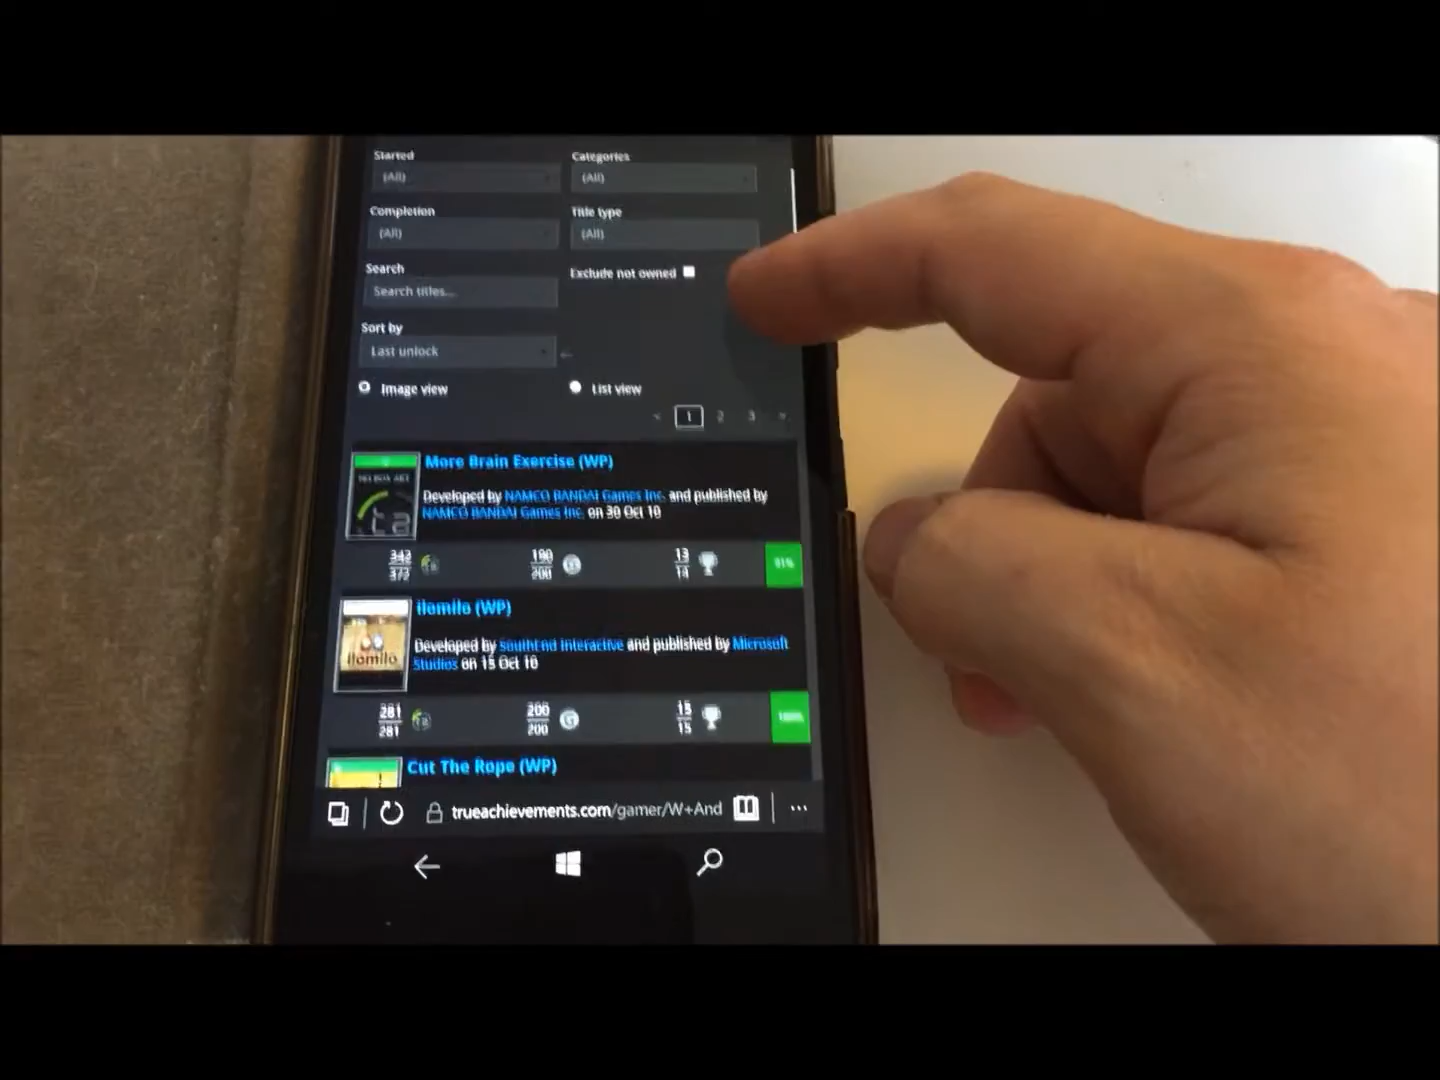 Started
Categories
(All)
(All)
Completion
Title type
(All)
(All)
Search
Exclude not owned
Search titles...
Sort by
Last unlock
Image view
List view
< 1 2 3 >
More Brain Exercise (WP)
Developed by NAMCO BANDAI Games Inc. and published by
NAMCO BANDAI Games Inc. on 30 Oct 10
342
373
190
200
13
14
91%
ilomilo (WP)
ilomilo
Developed by SouthEnd Interactive and published by Microsoft
Studios on 15 Oct 10
281
281
200
200
15
15
100%
Cut The Rope (WP)
trueachievements.com/gamer/W+And